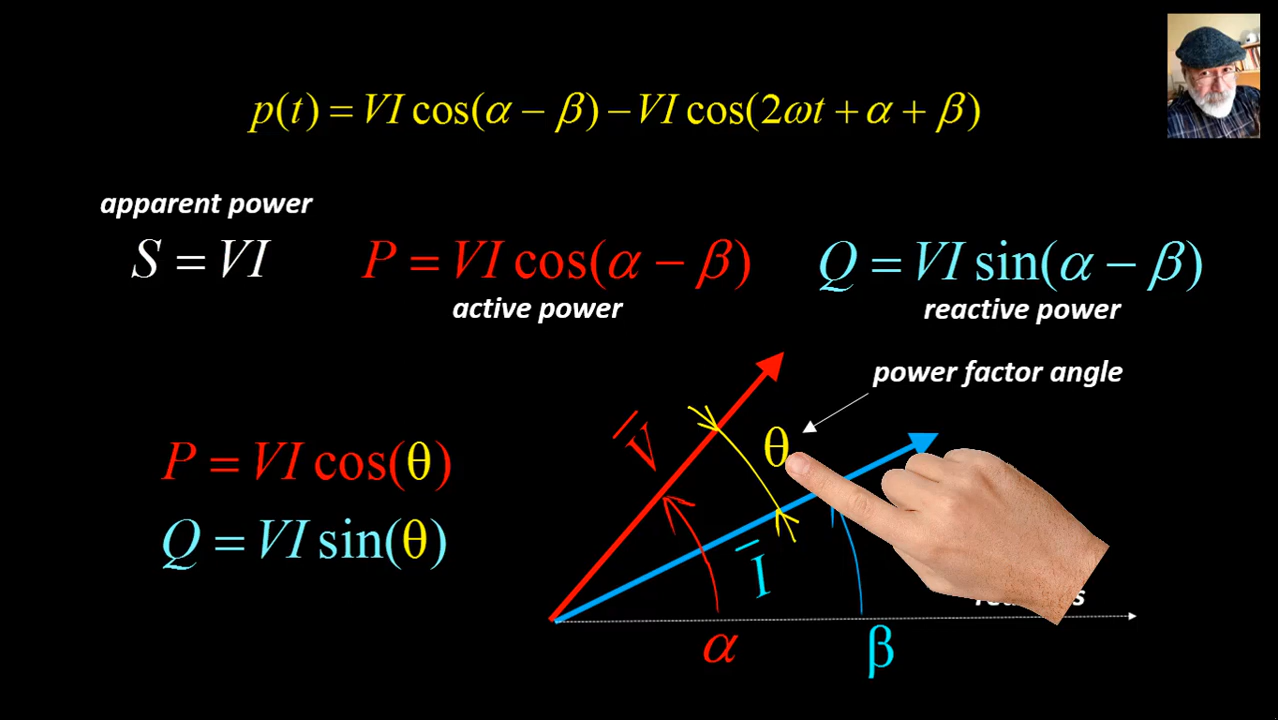 p(t) = VI cos(α − β) − VI cos(2ωt + α + β)
apparent power
S = VI
P = VI cos(α − β)
active power
Q = VI sin(α − β)
reactive power
power factor angle
V̅
θ
P = VI cos(θ)
Q = VI sin(θ)
I̅
α
β